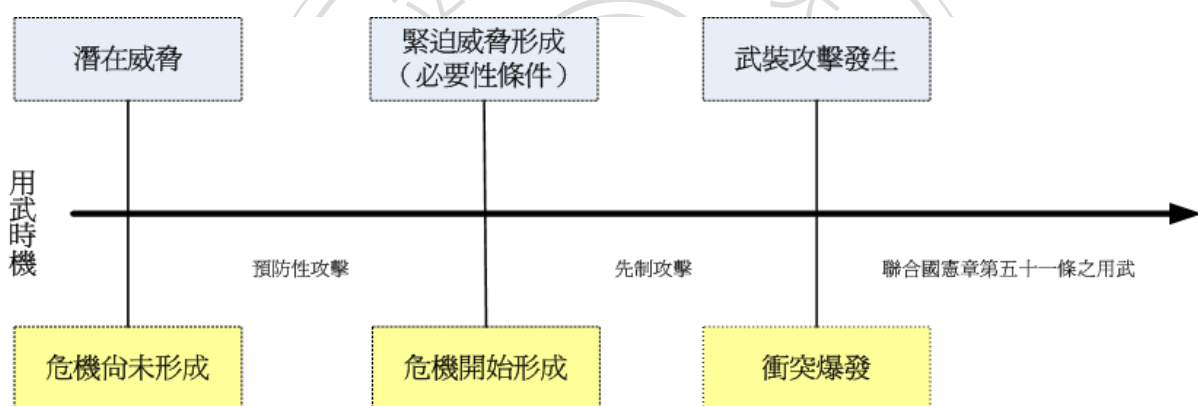 潛在威脅
緊迫威脅形成
（必要性條件）
武裝攻擊發生
用武時機
預防性攻擊
先制攻擊
聯合國憲章第五十一條之用武
危機尚未形成
危機開始形成
衝突爆發